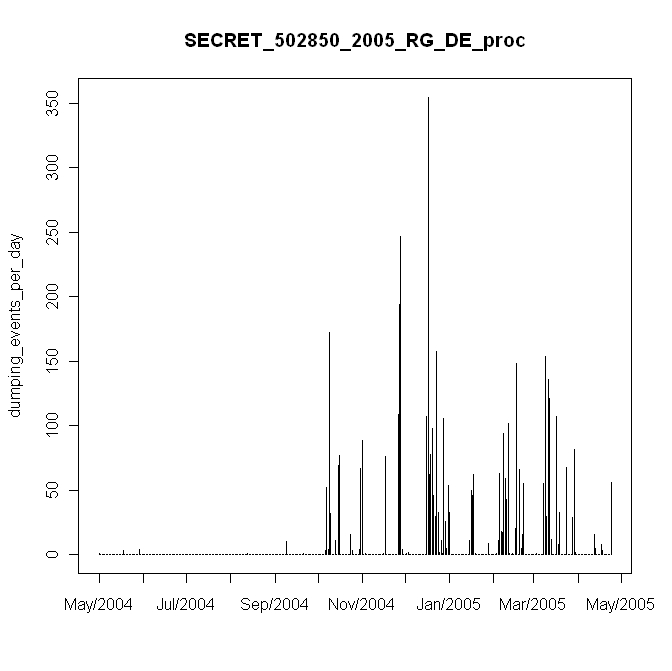 SECRET_502850_2005_RG_DE_proc
dumping_events_per_day
350
300
250
200
150
100
50
0
May/2004 Jul/2004 Sep/2004 Nov/2004 Jan/2005 Mar/2005 May/2005